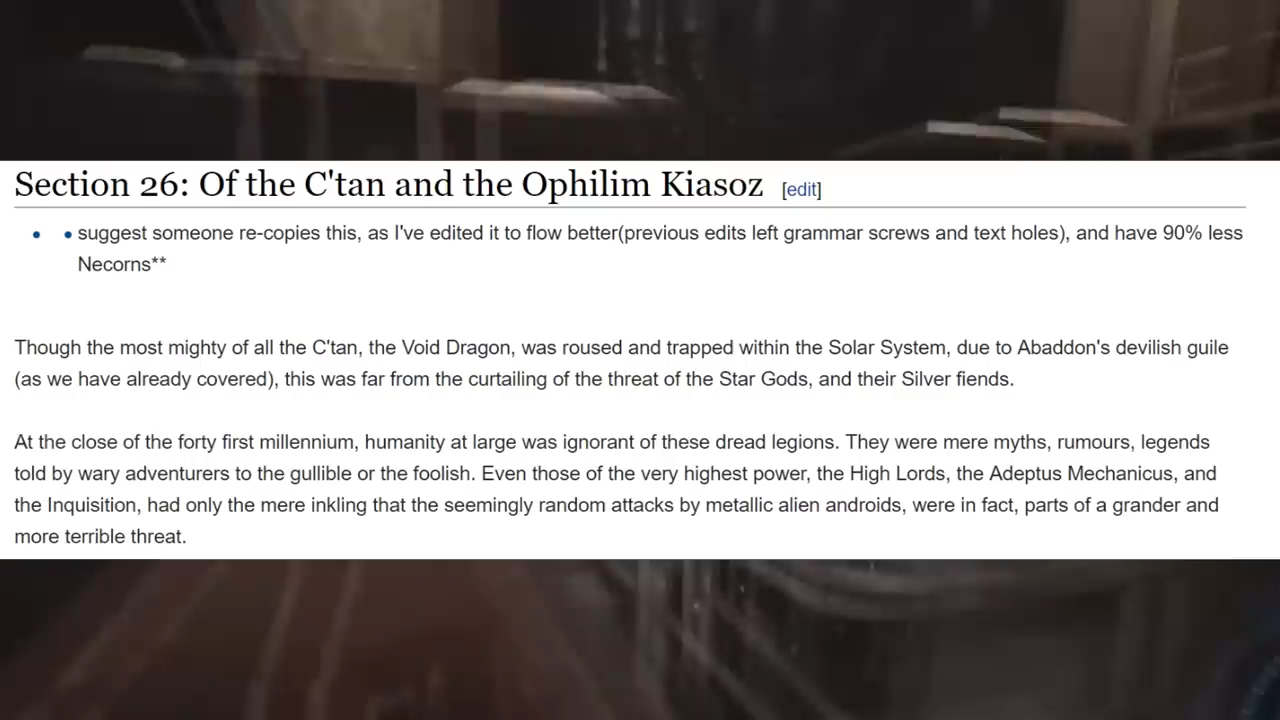 Section 26: Of the C'tan and the Ophilim Kiasoz [edit]
• • suggest someone re-copies this, as I've edited it to flow better(previous edits left grammar screws and text holes), and have 90% less
Necorns**
Though the most mighty of all the C'tan, the Void Dragon, was roused and trapped within the Solar System, due to Abaddon's devilish guile
(as we have already covered), this was far from the curtailing of the threat of the Star Gods, and their Silver fiends.
At the close of the forty first millennium, humanity at large was ignorant of these dread legions. They were mere myths, rumours, legends
told by wary adventurers to the gullible or the foolish. Even those of the very highest power, the High Lords, the Adeptus Mechanicus, and
the Inquisition, had only the mere inkling that the seemingly random attacks by metallic alien androids, were in fact, parts of a grander and
more terrible threat.